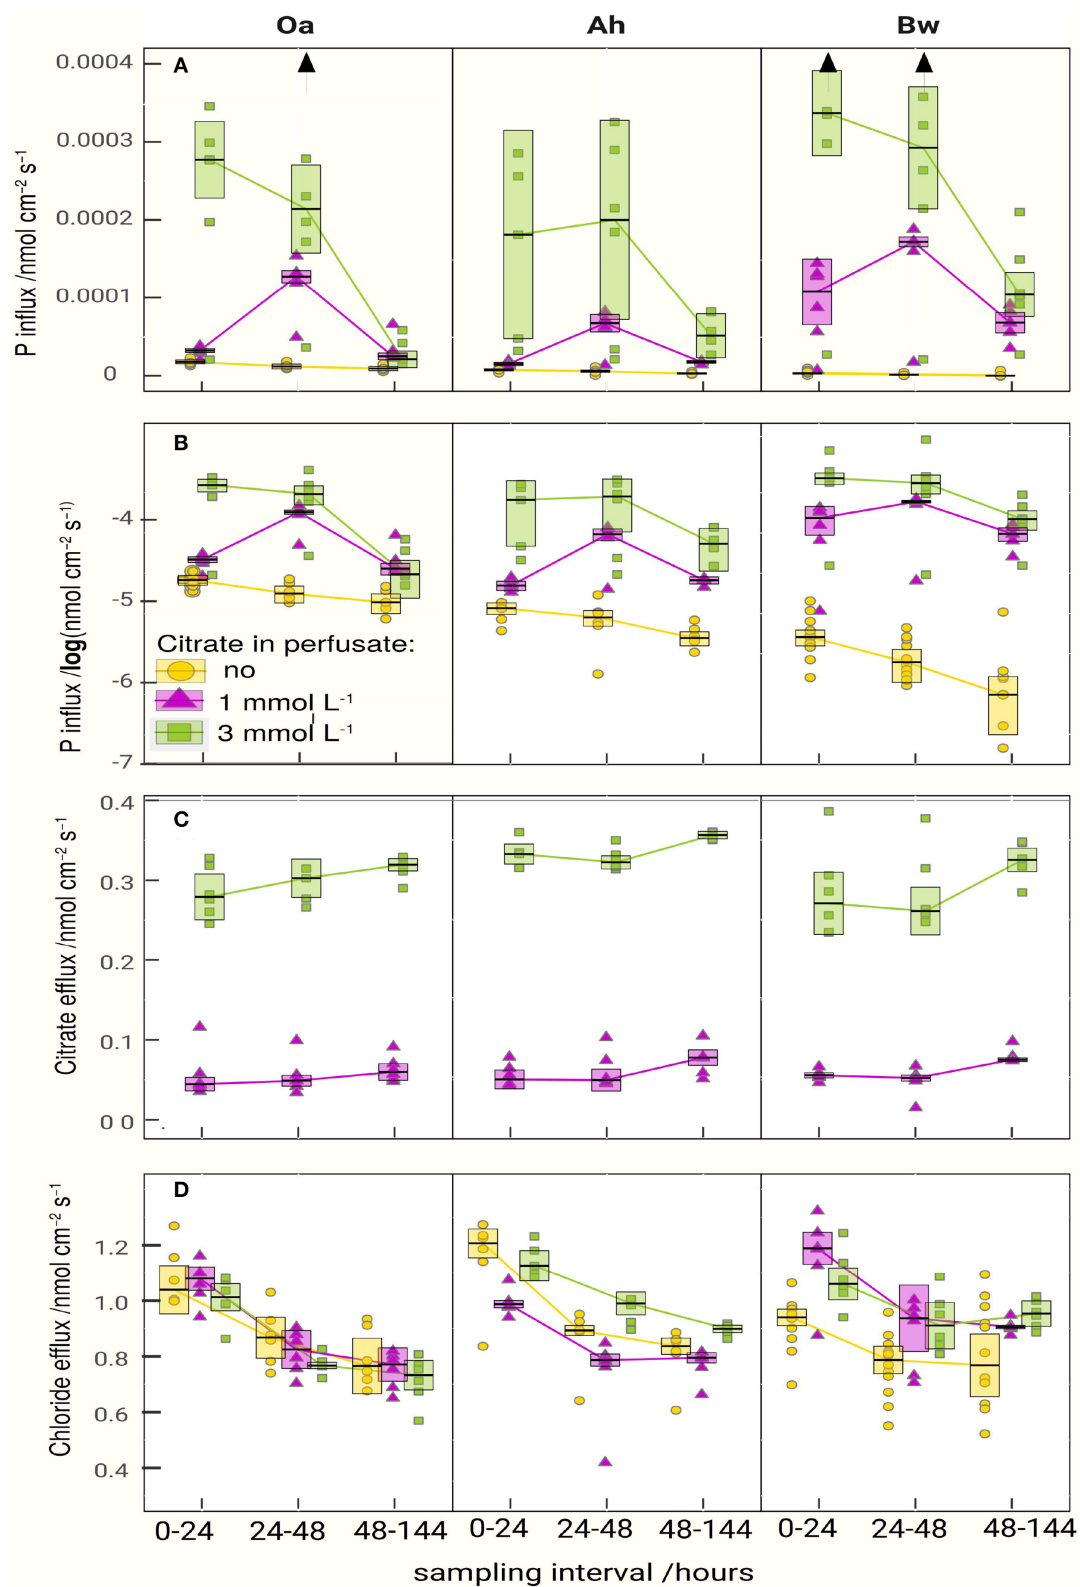 Oa Ah Bw
A
P influx /nmol cm⁻² s⁻¹
0.0004
0.0003
0.0002
0.0001
0
B
P influx /log(nmol cm⁻² s⁻¹)
-4
-5
-6
-7
Citrate in perfusate:
no
1 mmol L⁻¹
3 mmol L⁻¹
C
Citrate efflux /nmol cm⁻² s⁻¹
0.4
0.3
0.2
0.1
0 0
D
Chloride efflux /nmol cm⁻² s⁻¹
1.2
1.0
0.8
0.6
0.4
0-24 24-48 48-144 0-24 24-48 48-144 0-24 24-48 48-144
sampling interval /hours